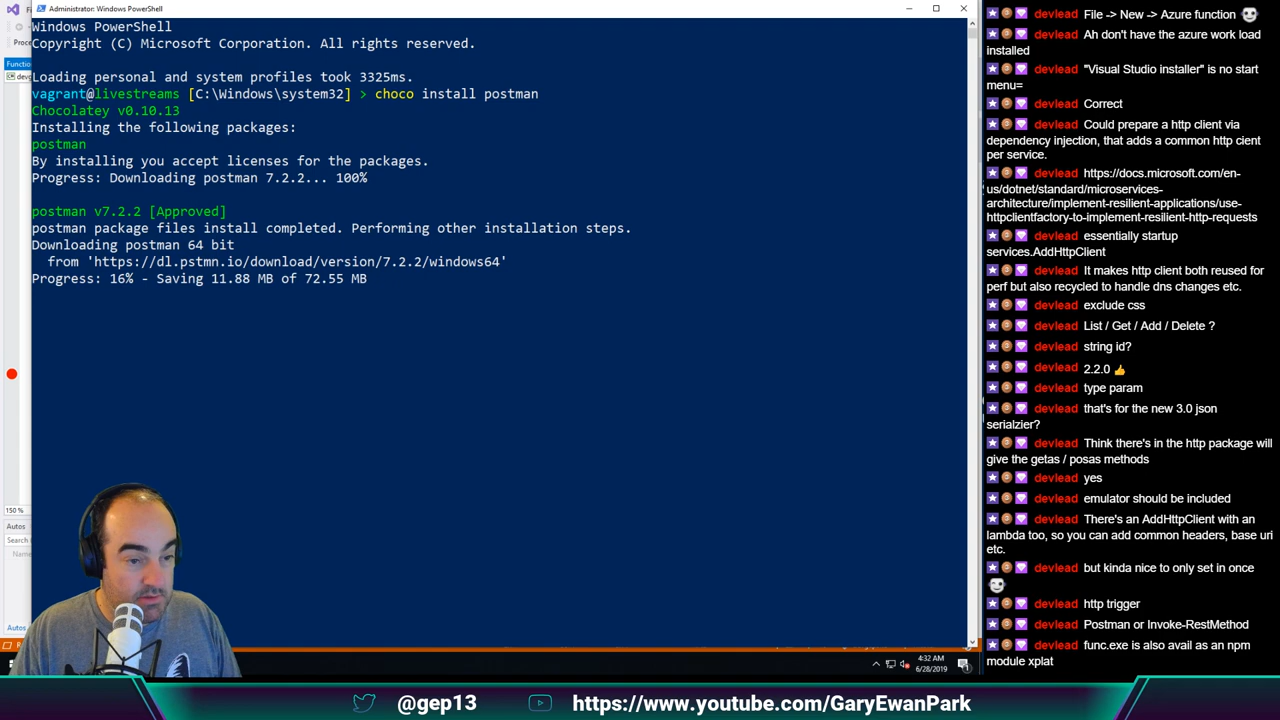 Administrator: Windows PowerShell
Windows PowerShell
Copyright (C) Microsoft Corporation. All rights reserved.
Loading personal and system profiles took 3325ms.
vagrant@livestreams [C:\Windows\system32] > choco install postman
Chocolatey v0.10.13
Installing the following packages:
postman
By installing you accept licenses for the packages.
Progress: Downloading postman 7.2.2... 100%
postman v7.2.2 [Approved]
postman package files install completed. Performing other installation steps.
Downloading postman 64 bit
from 'https://dl.pstmn.io/download/version/7.2.2/windows64'
Progress: 16% - Saving 11.88 MB of 72.55 MB
Functio
150 %
Autos
Search
Name
Autos
4:32 AM
6/28/2019
devlead File -> New -> Azure function
devlead Ah don't have the azure work load
installed
devlead "Visual Studio installer" is no start
menu=
devlead Correct
devlead Could prepare a http client via
dependency injection, that adds a common http cient
per service.
devlead https://docs.microsoft.com/en-
us/dotnet/standard/microservices-
architecture/implement-resilient-applications/use-
httpclientfactory-to-implement-resilient-http-requests
devlead essentially startup
services.AddHttpClient
devlead It makes http client both reused for
perf but also recycled to handle dns changes etc.
devlead exclude css
devlead List / Get / Add / Delete ?
devlead string id?
devlead 2.2.0 👍
devlead type param
devlead that's for the new 3.0 json
serialzier?
devlead Think there's in the http package will
give the getas / posas methods
devlead yes
devlead emulator should be included
devlead There's an AddHttpClient with an
lambda too, so you can add common headers, base uri
etc.
devlead but kinda nice to only set in once
devlead http trigger
devlead Postman or Invoke-RestMethod
devlead func.exe is also avail as an npm
module xplat
@gep13
https://www.youtube.com/GaryEwanPark